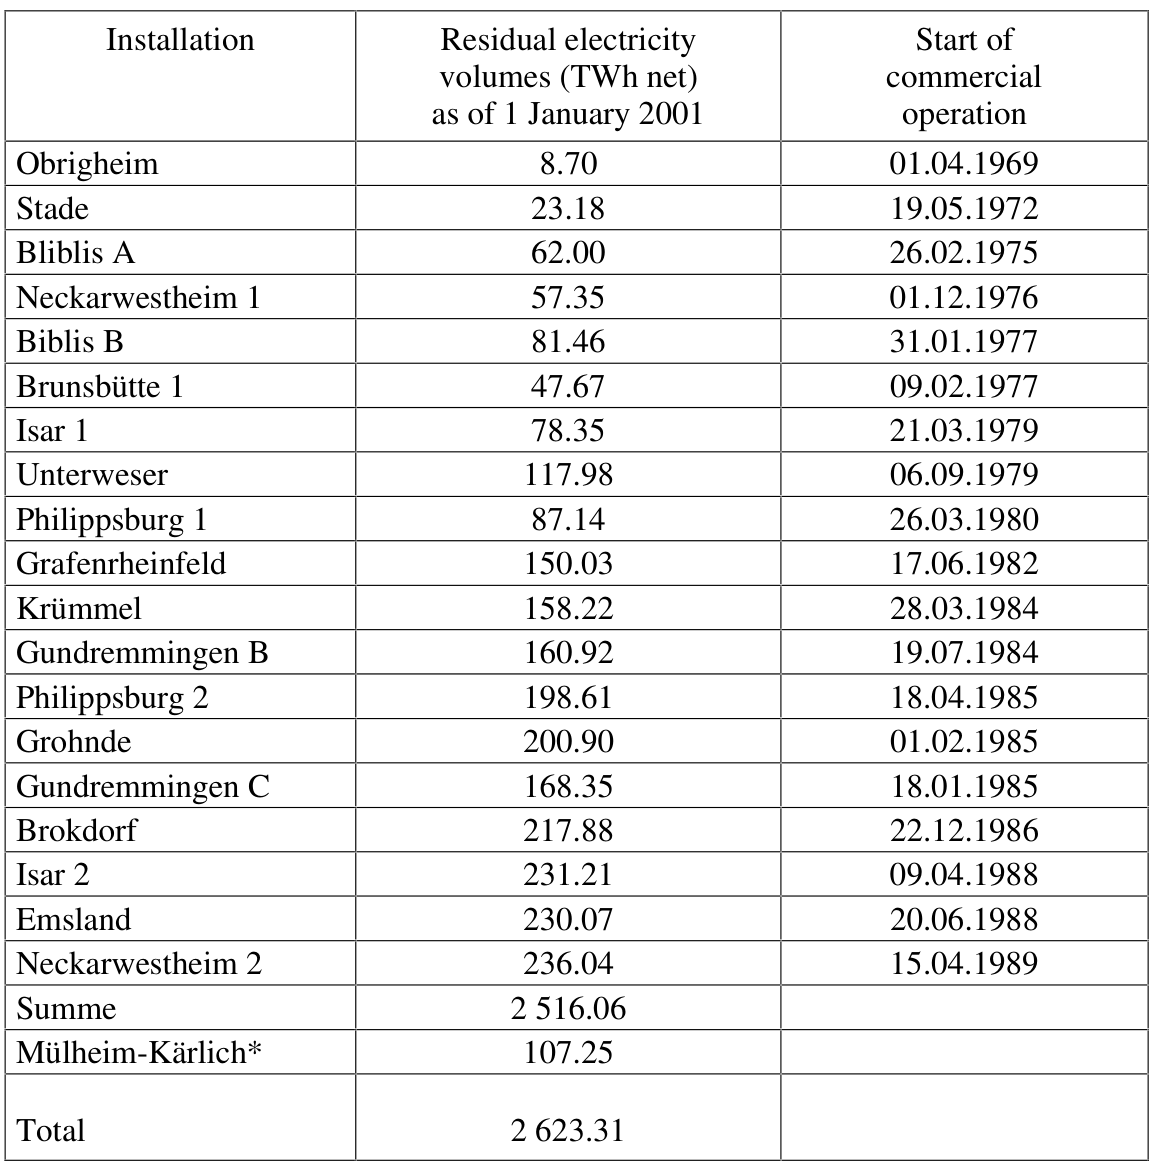 Installation
Residual electricity
volumes (TWh net)
as of 1 January 2001
Start of
commercial
operation
Obrigheim 8.70 01.04.1969
Stade 23.18 19.05.1972
Bliblis A 62.00 26.02.1975
Neckarwestheim 1 57.35 01.12.1976
Biblis B 81.46 31.01.1977
Brunsbütte 1 47.67 09.02.1977
Isar 1 78.35 21.03.1979
Unterweser 117.98 06.09.1979
Philippsburg 1 87.14 26.03.1980
Grafenrheinfeld 150.03 17.06.1982
Krümmel 158.22 28.03.1984
Gundremmingen B 160.92 19.07.1984
Philippsburg 2 198.61 18.04.1985
Grohnde 200.90 01.02.1985
Gundremmingen C 168.35 18.01.1985
Brokdorf 217.88 22.12.1986
Isar 2 231.21 09.04.1988
Emsland 230.07 20.06.1988
Neckarwestheim 2 236.04 15.04.1989
Summe 2 516.06
Mülheim-Kärlich* 107.25
Total 2 623.31